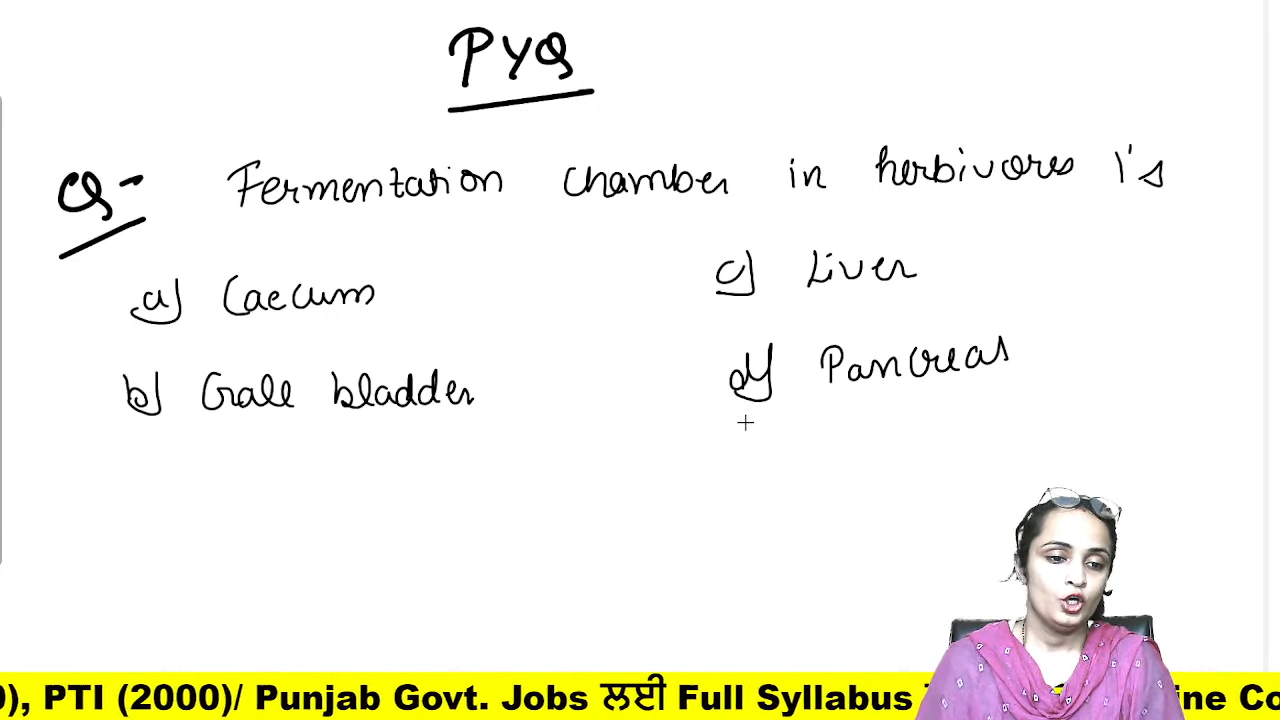 PYQ
Q- Fermentation chamber in herbivores is
a) Caecum
c) Liver
b) Gale bladder
d) Pancreas
), PTI (2000)/ Punjab Govt. Jobs ਲਈ Full Syllabus ine Co